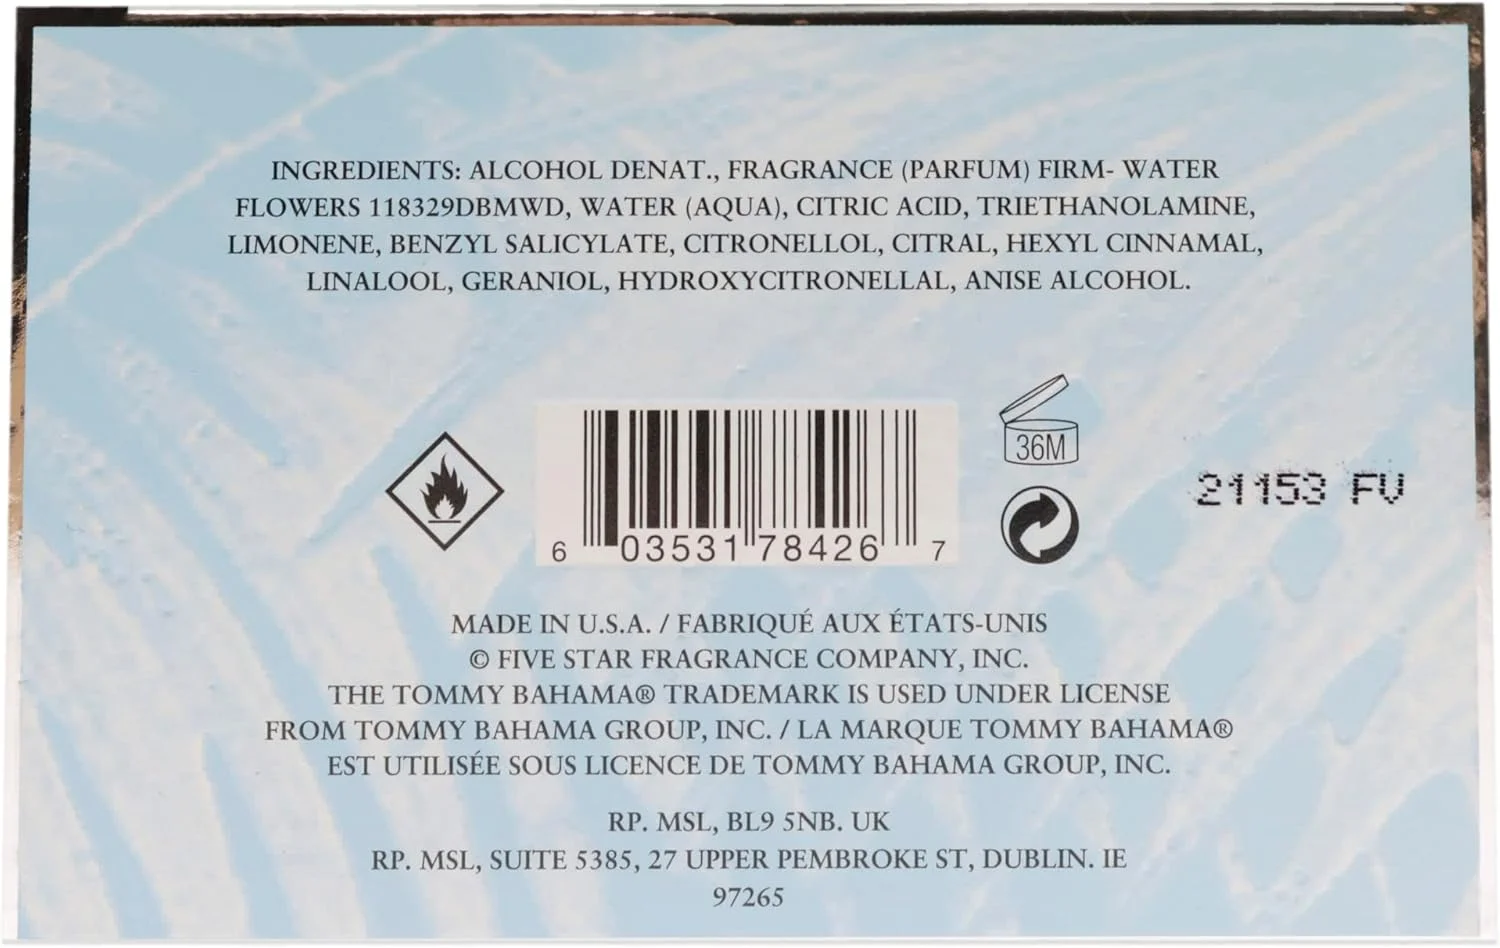 INGREDIENTS: ALCOHOL DENAT., FRAGRANCE (PARFUM) FIRM- WATER
FLOWERS 118329DBMWD, WATER (AQUA), CITRIC ACID, TRIETHANOLAMINE,
LIMONENE, BENZYL SALICYLATE, CITRONELLOL, CITRAL, HEXYL CINNAMAL,
LINALOOL, GERANIOL, HYDROXYCITRONELLAL, ANISE ALCOHOL.
36M
21153 FV
6 03531 78426 7
MADE IN U.S.A. / FABRIQUÉ AUX ÉTATS-UNIS
© FIVE STAR FRAGRANCE COMPANY, INC.
THE TOMMY BAHAMA® TRADEMARK IS USED UNDER LICENSE
FROM TOMMY BAHAMA GROUP, INC. / LA MARQUE TOMMY BAHAMA®
EST UTILISÉE SOUS LICENCE DE TOMMY BAHAMA GROUP, INC.
RP. MSL, BL9 5NB. UK
RP. MSL, SUITE 5385, 27 UPPER PEMBROKE ST, DUBLIN. IE
97265